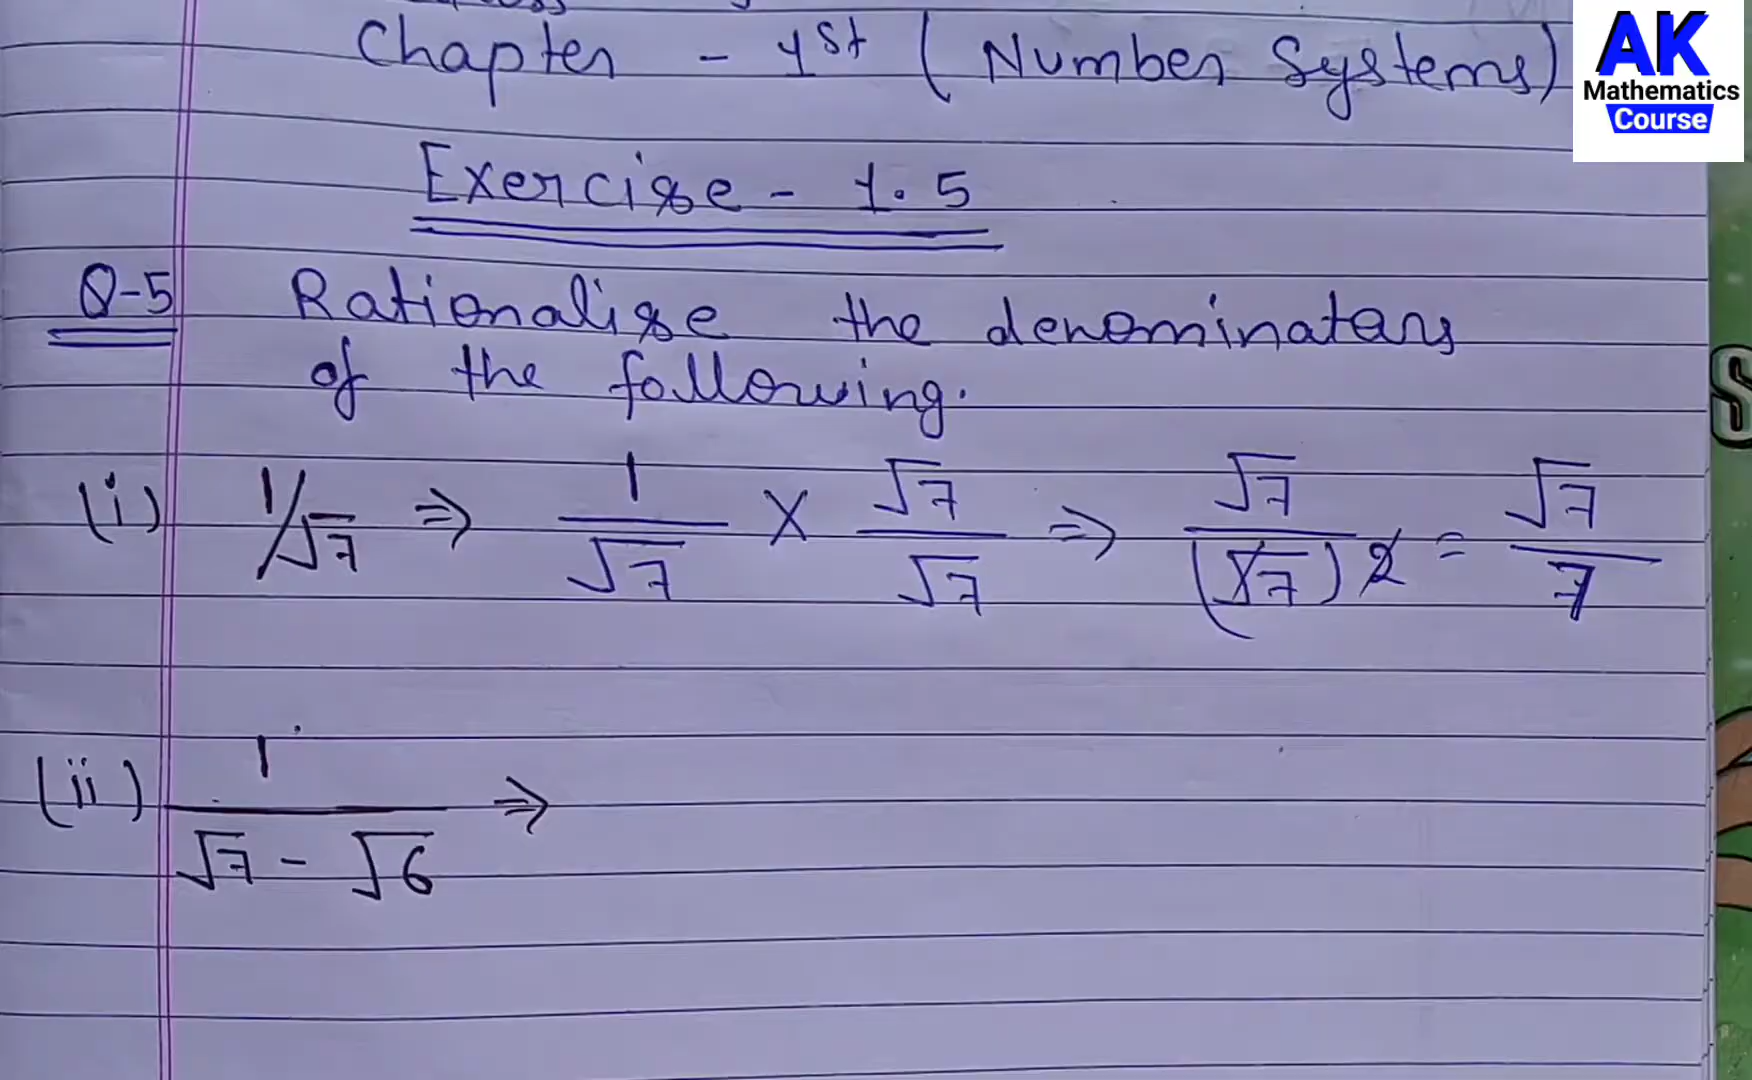 Chapter - 1st ( Number Systems)
AK
Mathematics
Course
Exercise - 1.5
Q-5 Rationalise the denominators
of the following.
(i) 1/√7 ⇒ 1/√7 × √7/√7 ⇒ √7/(√7)2 = √7/7
(ii) 1/(√7 - √6) ⇒
S